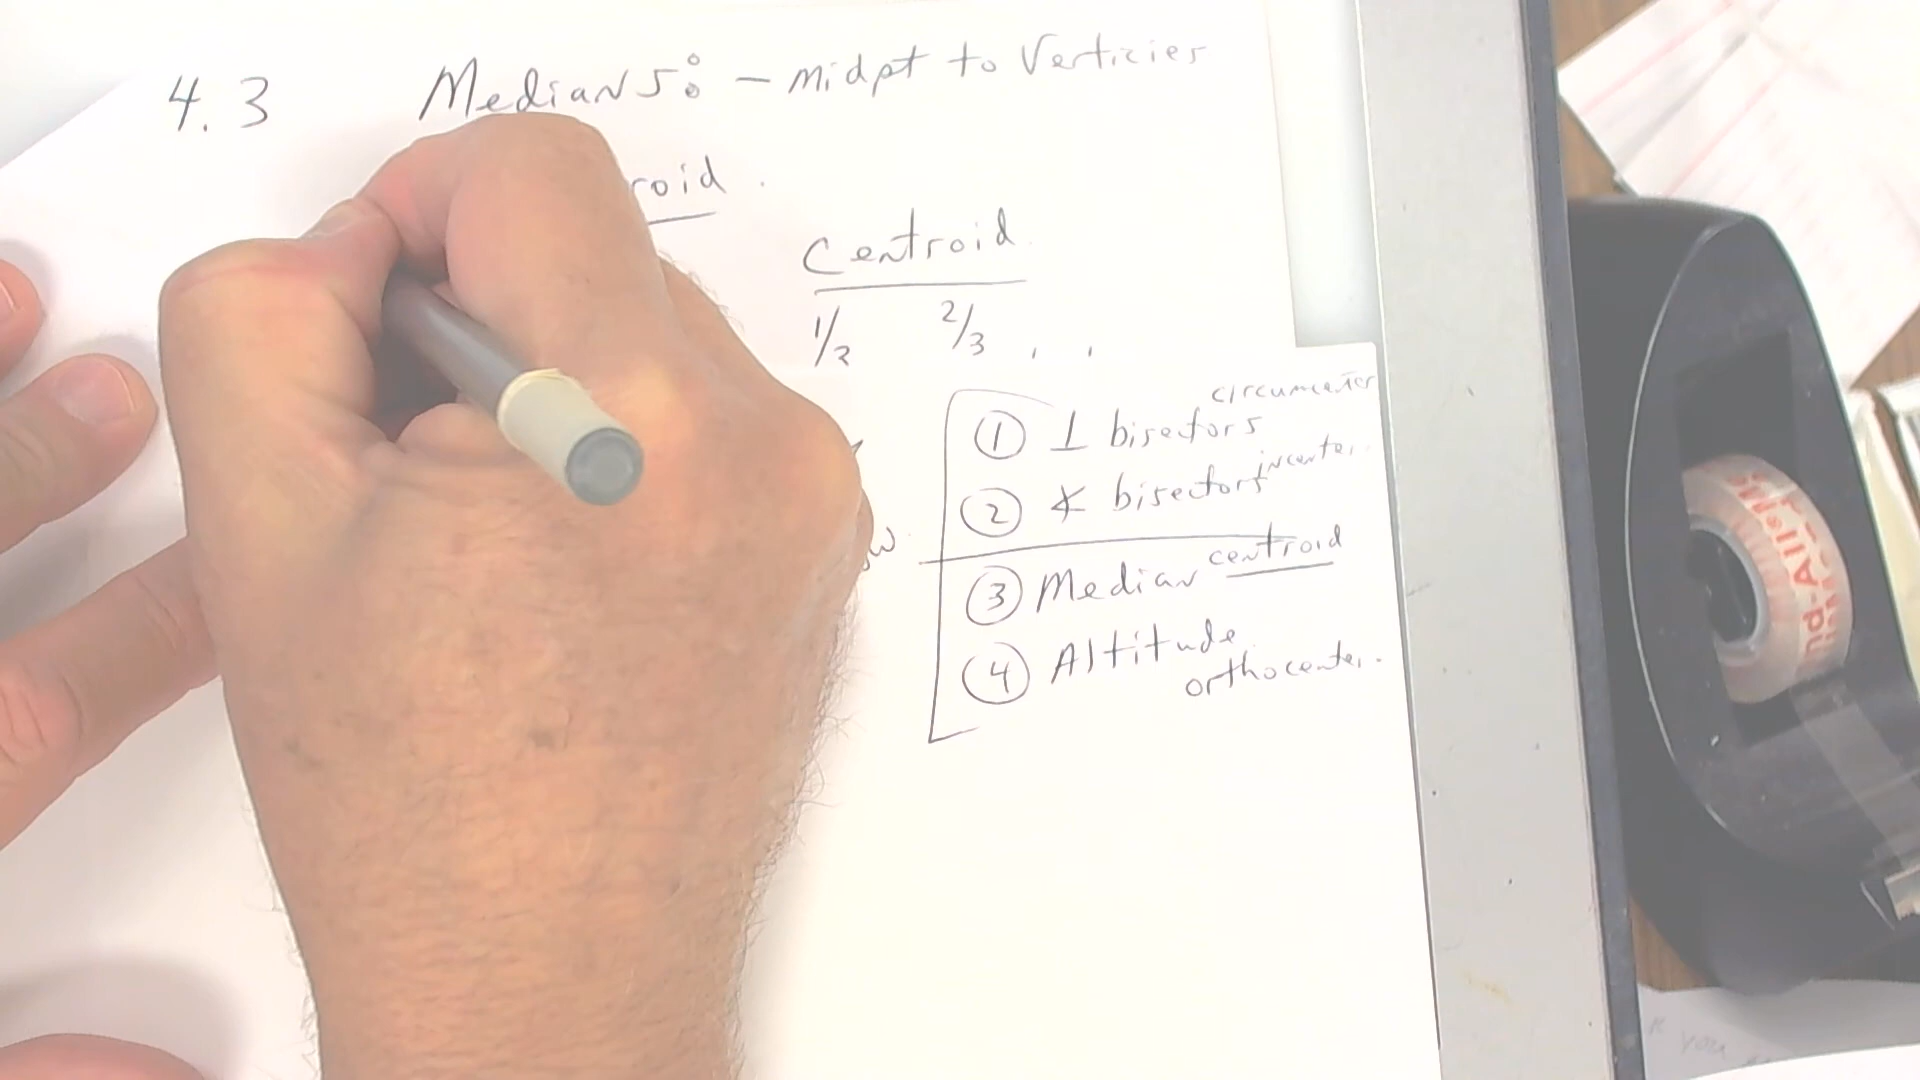 4.3 Medians: - midpt to Verticies
roid.
Centroid
1/2 2/3
circumcenter
① ⊥ bisectors
incenter
② ∡ bisectors
centroid
③ Median
④ Altitude
orthocenter.